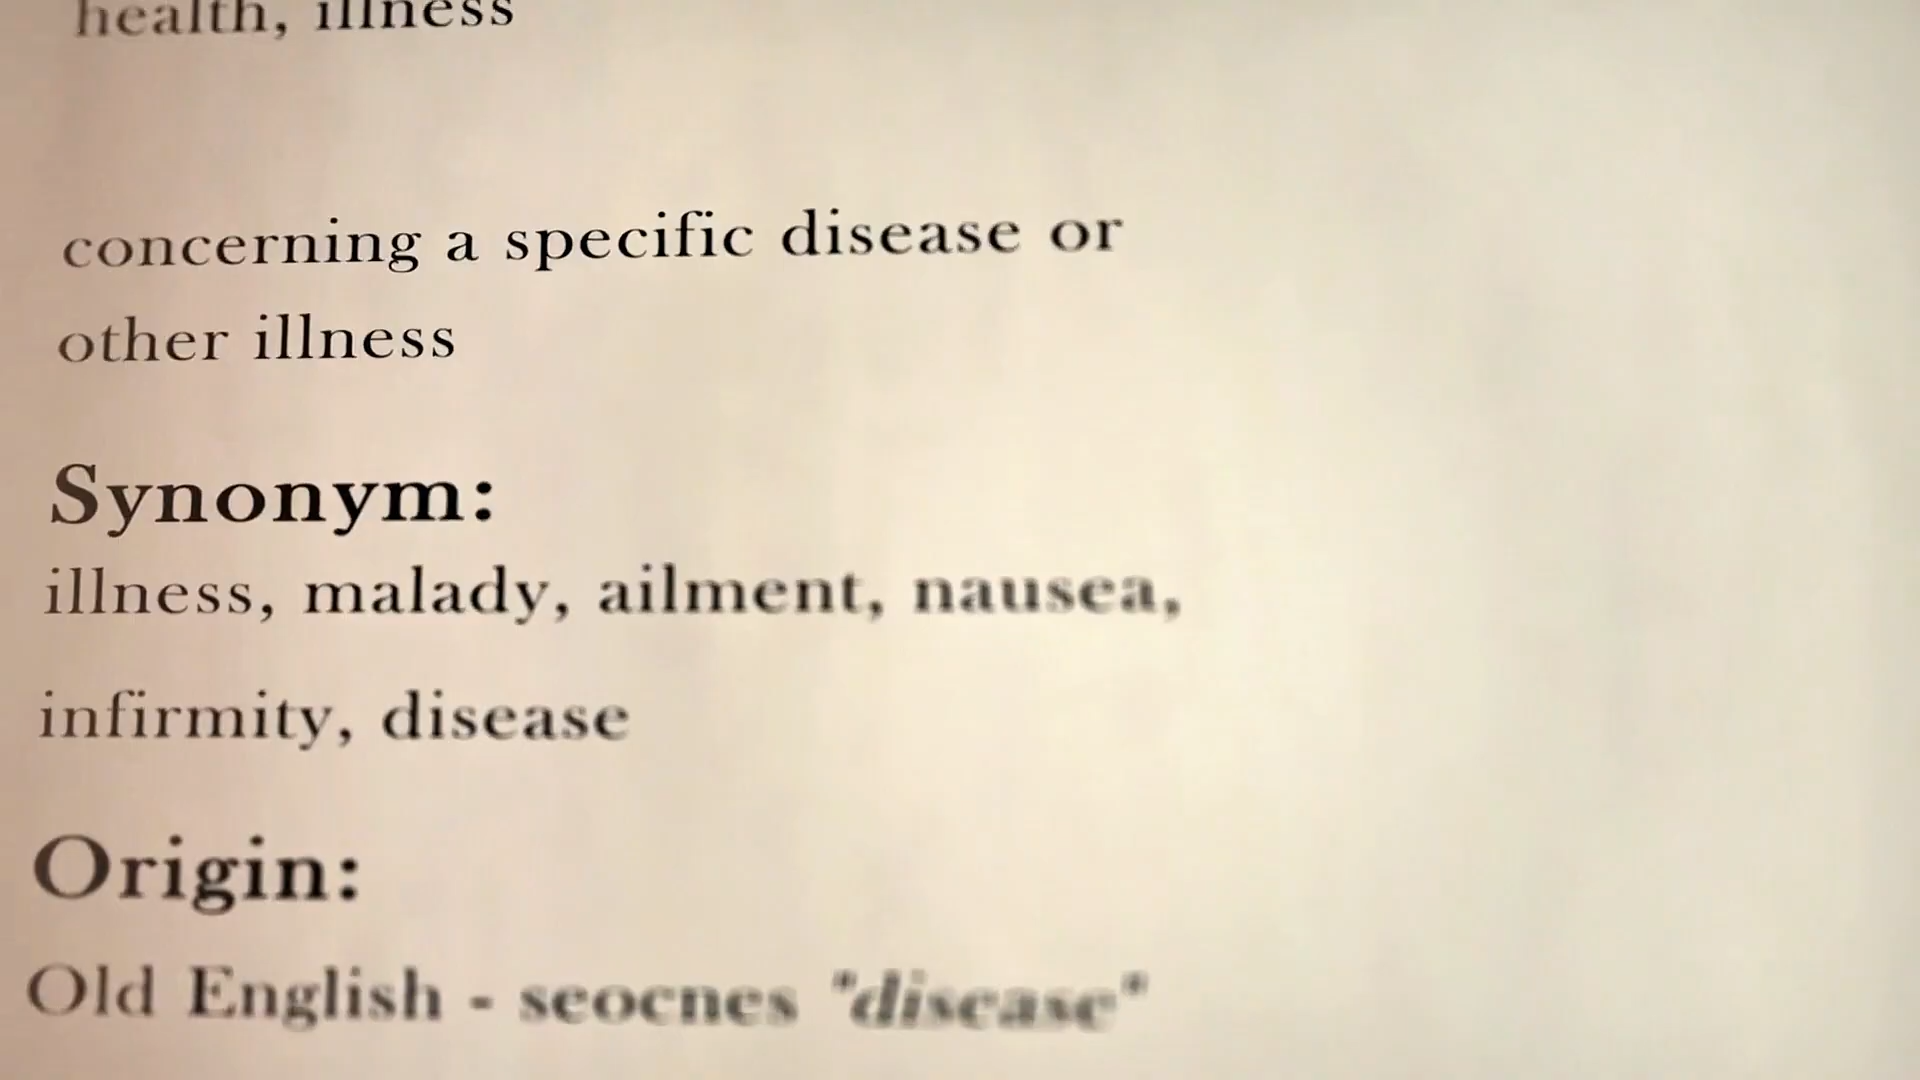 health, illness
concerning a specific disease or
other illness
Synonym:
illness, malady, ailment, nausea,
infirmity, disease
Origin:
Old English - seocnes "disease"